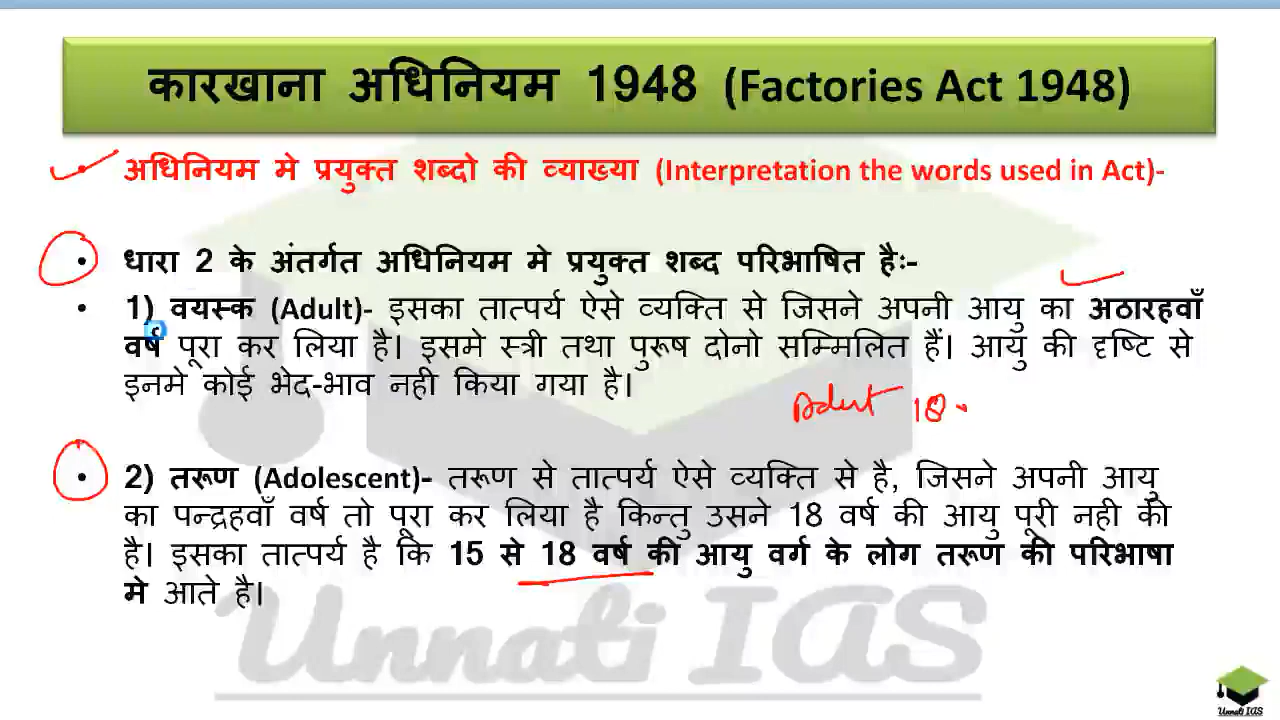 कारखाना अधिनियम 1948 (Factories Act 1948)
अधिनियम मे प्रयुक्त शब्दो की व्याख्या (Interpretation the words used in Act)-
• धारा 2 के अंतर्गत अधिनियम मे प्रयुक्त शब्द परिभाषित हैः-
• 1) वयस्क (Adult)- इसका तात्पर्य ऐसे व्यक्ति से जिसने अपनी आयु का अठारहवाँ
वर्ष पूरा कर लिया है। इसमे स्त्री तथा पुरूष दोनो सम्मिलित हैं। आयु की दृष्टि से
इनमे कोई भेद-भाव नही किया गया है।
Adult 18
• 2) तरूण (Adolescent)- तरूण से तात्पर्य ऐसे व्यक्ति से है, जिसने अपनी आयु
का पन्द्रहवाँ वर्ष तो पूरा कर लिया है किन्तु उसने 18 वर्ष की आयु पूरी नही की
है। इसका तात्पर्य है कि 15 से 18 वर्ष की आयु वर्ग के लोग तरूण की परिभाषा
मे आते है।
Unnati IAS
Unnati IAS